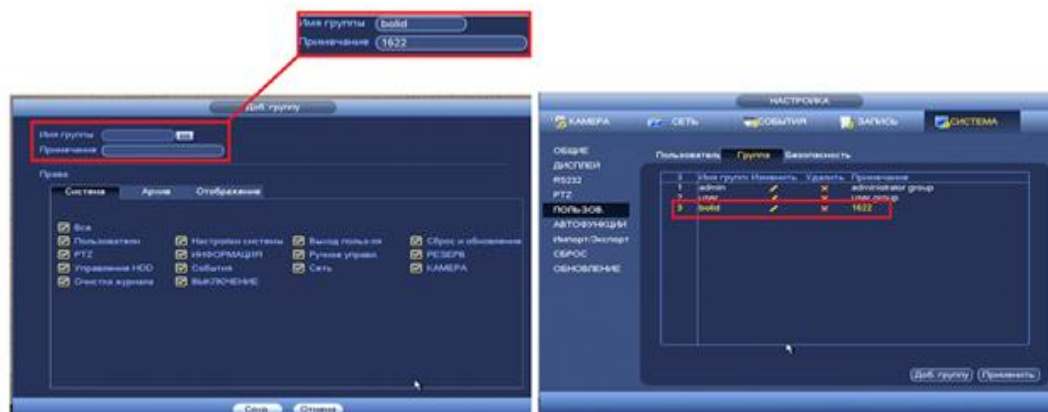 Имя группы bolid
Примечание 1622
Доб. группу
Имя группы
Примечание
Права
Система Архив Отображение
Все
Пользователи Настройки системы Выход польз-ля Сброс и обновление
PTZ ИНФОРМАЦИЯ Ручное управл. РЕЗЕРВ
Управление HDD События Сеть КАМЕРА
Очистка журнала ВЫКЛЮЧЕНИЕ
Сохр. Отмена
НАСТРОЙКА
КАМЕРА СЕТЬ СОБЫТИЯ ЗАПИСЬ СИСТЕМА
ОБЩИЕ
ДИСПЛЕЙ
RS232
PTZ
ПОЛЬЗОВ.
АВТОФУНКЦИИ
Импорт/Экспорт
СБРОС
ОБНОВЛЕНИЕ
Пользователь Группа Безопасность
3 Имя групп Изменить Удалить Примечание
1 admin administrator group
2 user user group
3 bolid 1622
Доб. группу Применить